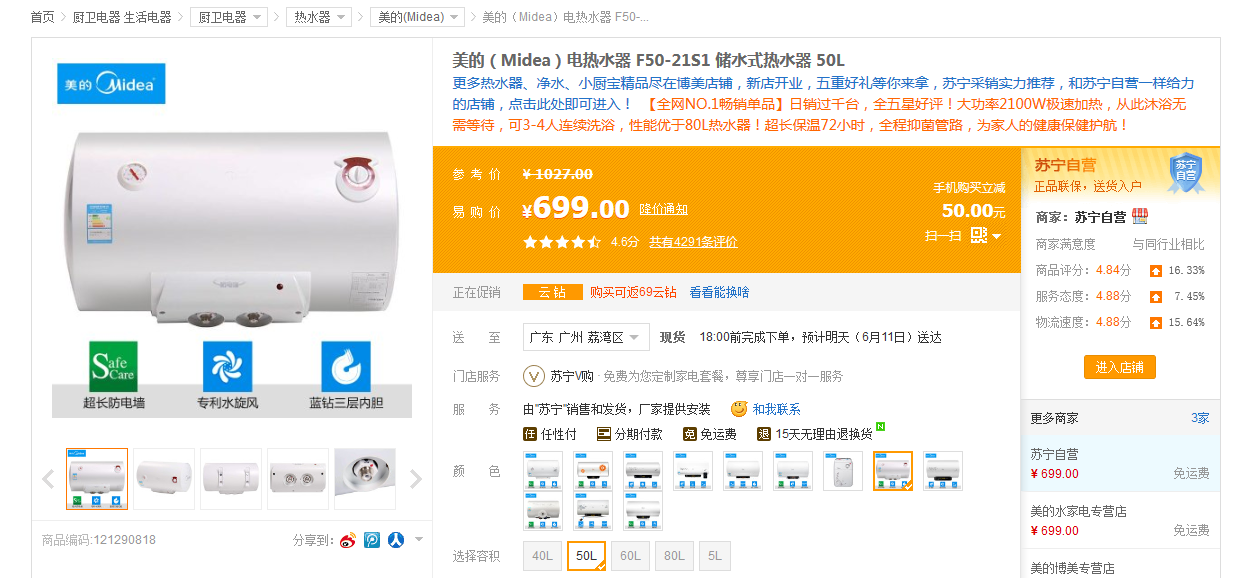 首页 > 厨卫电器 生活电器 > 厨卫电器 > 热水器 > 美的(Midea) > 美的（Midea）电热水器 F50-...
美的 Midea
Safe Care
超长防电墙
专利水旋风
蓝钻三层内胆
商品编码:121290818
分享到:
美的（Midea）电热水器 F50-21S1 储水式热水器 50L
更多热水器、净水、小厨宝精品尽在博美店铺，新店开业，五重好礼等你来拿，苏宁采销实力推荐，和苏宁自营一样给力
的店铺，点击此处即可进入！ 【全网NO.1畅销单品】日销过千台，全五星好评！大功率2100W极速加热，从此沐浴无
需等待，可3-4人连续洗浴，性能优于80L热水器！超长保温72小时，全程抑菌管路，为家人的健康保健护航！
参考价 ¥1027.00
易购价 ¥699.00 降价通知
4.6分 共有4291条评价
手机购买立减
50.00元
扫一扫
正在促销 云钻 购买可返69云钻 看看能换啥
送至 广东 广州 荔湾区 现货 18:00前完成下单，预计明天（6月11日）送达
门店服务 V 苏宁V购 · 免费为您定制家电套餐，尊享门店一对一服务
服务 由"苏宁"销售和发货，厂家提供安装 和我联系
任 任性付 分期付款 免 免运费 退 15天无理由退换货 N
颜色
选择容积 40L 50L 60L 80L 5L
苏宁自营
正品联保，送货入户
苏宁
自营
商家：苏宁自营
商家满意度 与同行业相比
商品评分：4.84分 16.33%
服务态度：4.88分 7.45%
物流速度：4.88分 15.64%
进入店铺
更多商家 3家
苏宁自营
¥ 699.00 免运费
美的水家电专营店
¥ 699.00 免运费
美的博美专营店